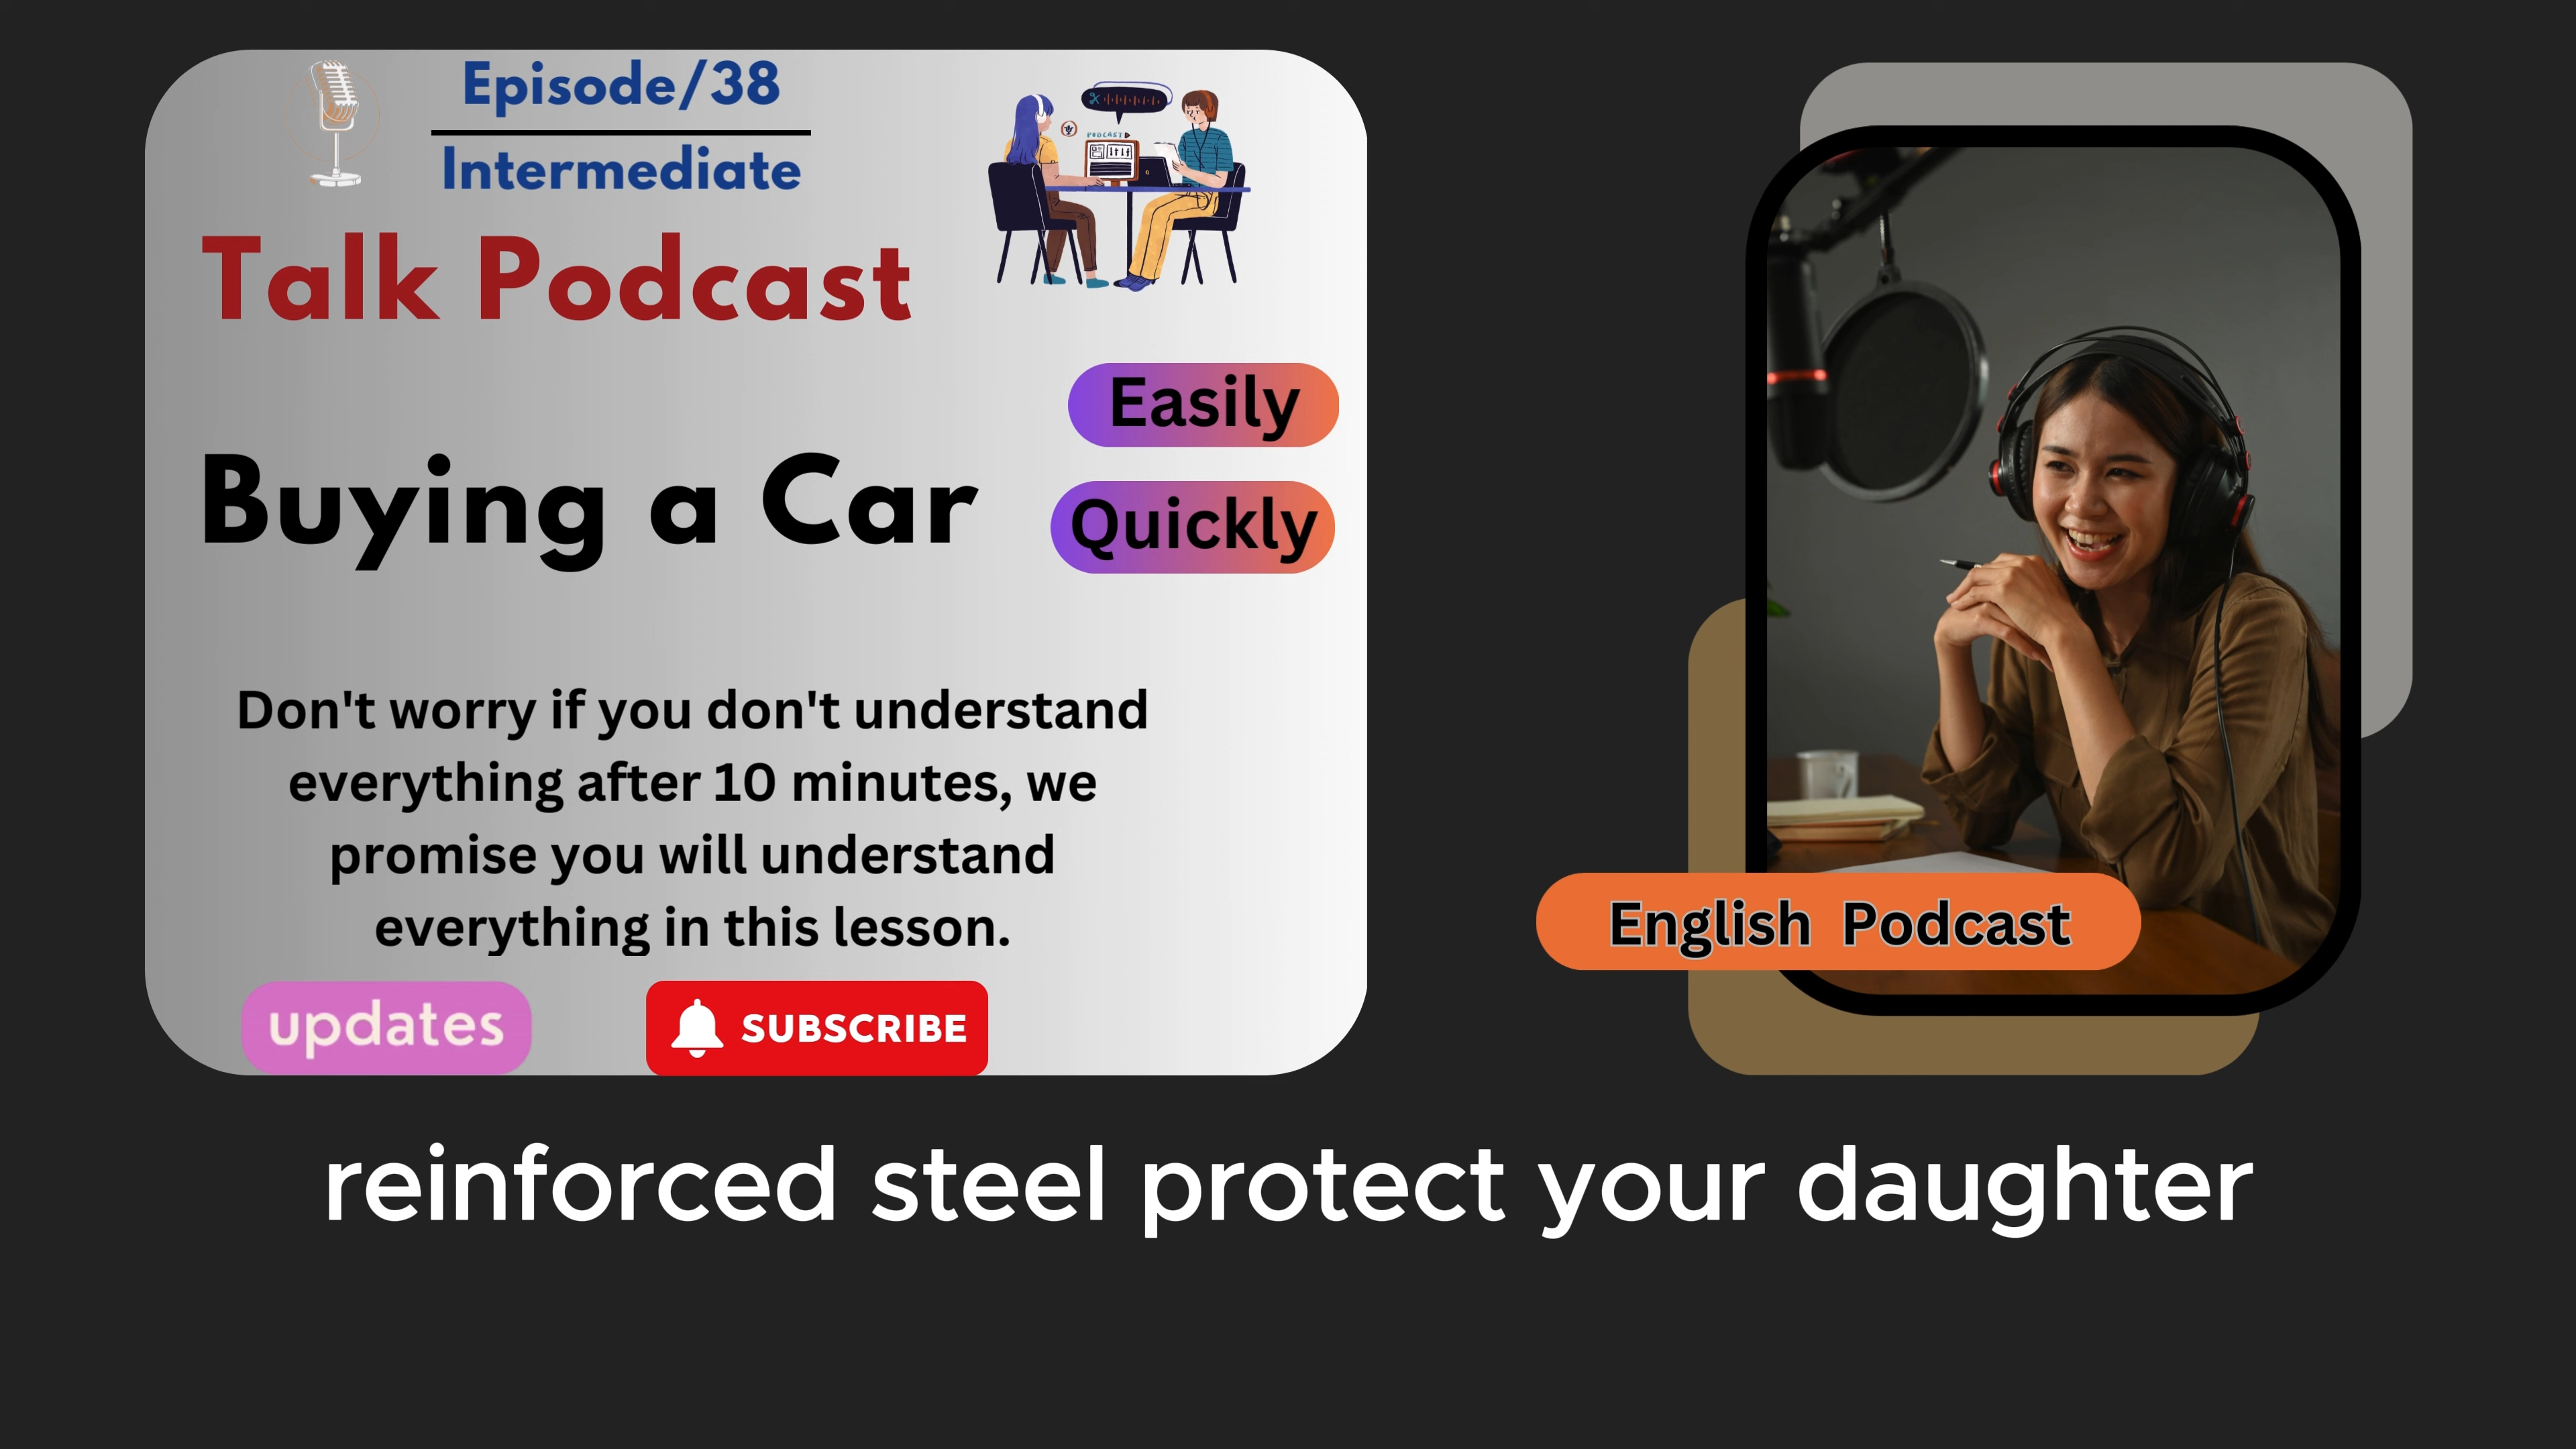 Episode/38
Intermediate
Talk Podcast
PODCAST
Easily
Buying a Car
Quickly
Don't worry if you don't understand
everything after 10 minutes, we
promise you will understand
everything in this lesson.
updates
SUBSCRIBE
English Podcast
reinforced steel protect your daughter